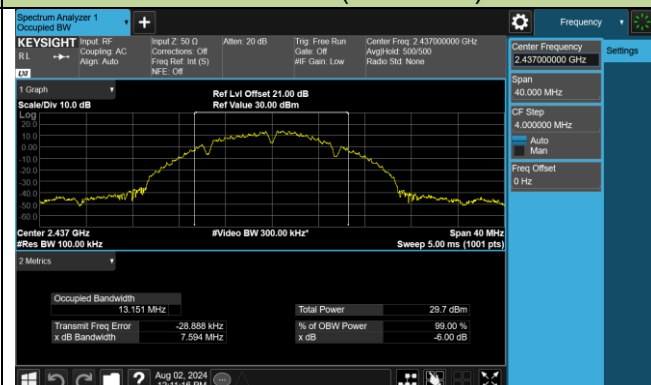 Spectrum Analyzer 1
Occupied BW
Frequency
KEYSIGHT
RL
Input: RF
Coupling: AC
Align: Auto
Input Z: 50 Ω
Corrections: Off
Freq Ref: Int (S)
NFE: Off
Atten: 20 dB
Trig: Free Run
Gate: Off
#IF Gain: Low
Center Freq: 2.437000000 GHz
Avg|Hold: 500/500
Radio Std: None
LXI
1 Graph
Scale/Div 10.0 dB
Ref Lvl Offset 21.00 dB
Ref Value 30.00 dBm
Log
20.0
10.0
0.00
-10.0
-20.0
-30.0
-40.0
-50.0
-60.0
Center 2.437 GHz
#Res BW 100.00 kHz
#Video BW 300.00 kHz*
Span 40 MHz
Sweep 5.00 ms (1001 pts)
2 Metrics
Occupied Bandwidth
13.151 MHz
Total Power 29.7 dBm
Transmit Freq Error -28.888 kHz
% of OBW Power 99.00 %
x dB Bandwidth 7.594 MHz
x dB -6.00 dB
Aug 02, 2024
Center Frequency
2.437000000 GHz
Settings
Span
40.000 MHz
CF Step
4.000000 MHz
Auto
Man
Freq Offset
0 Hz